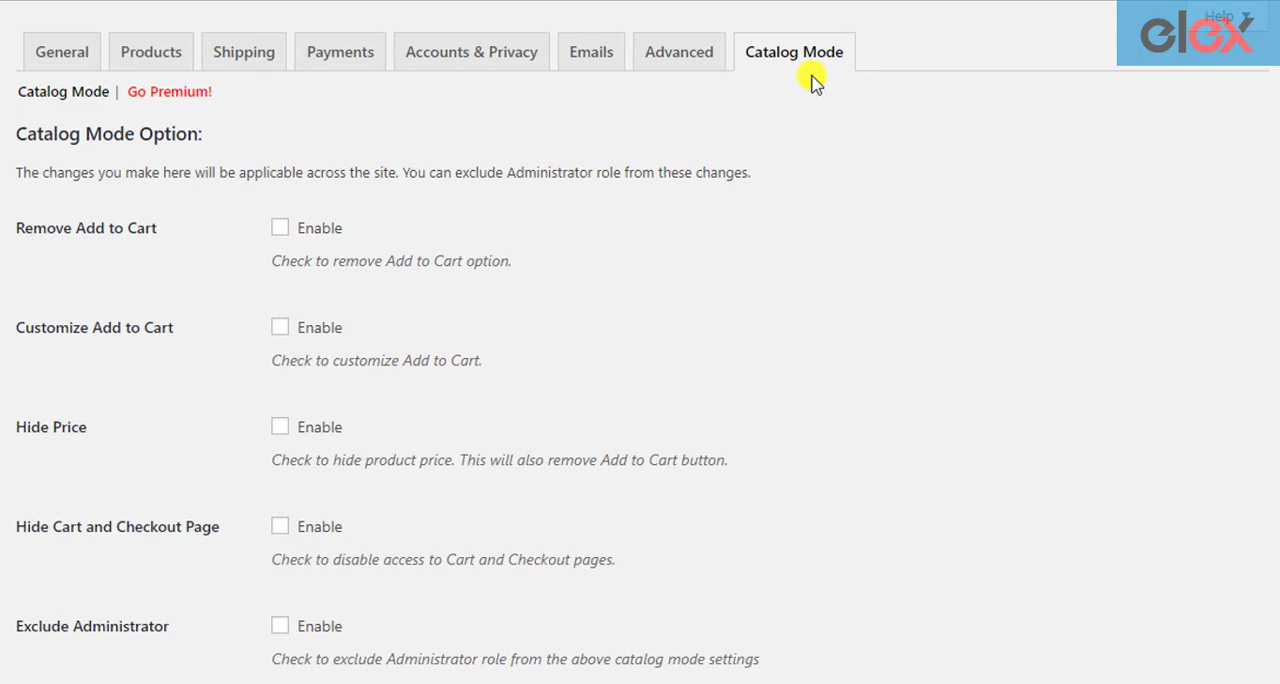 Help
elex
General
Products
Shipping
Payments
Accounts & Privacy
Emails
Advanced
Catalog Mode
Catalog Mode | Go Premium!
Catalog Mode Option:
The changes you make here will be applicable across the site. You can exclude Administrator role from these changes.
Remove Add to Cart
Enable
Check to remove Add to Cart option.
Customize Add to Cart
Enable
Check to customize Add to Cart.
Hide Price
Enable
Check to hide product price. This will also remove Add to Cart button.
Hide Cart and Checkout Page
Enable
Check to disable access to Cart and Checkout pages.
Exclude Administrator
Enable
Check to exclude Administrator role from the above catalog mode settings